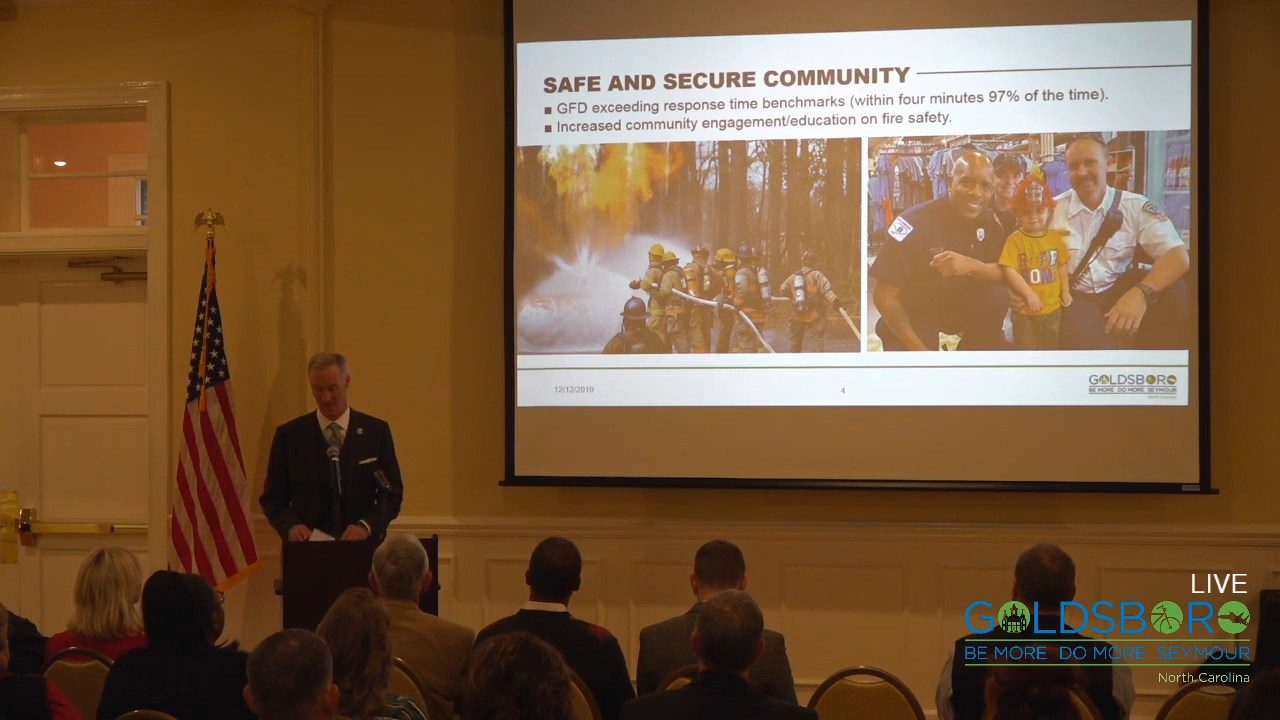 SAFE AND SECURE COMMUNITY
■ GFD exceeding response time benchmarks (within four minutes 97% of the time).
■ Increased community engagement/education on fire safety.
12/12/2019
4
GOLDSBORO
BE MORE DO MORE SEYMOUR
North Carolina
LIVE
GOLDSBORO
BE MORE DO MORE SEYMOUR
North Carolina